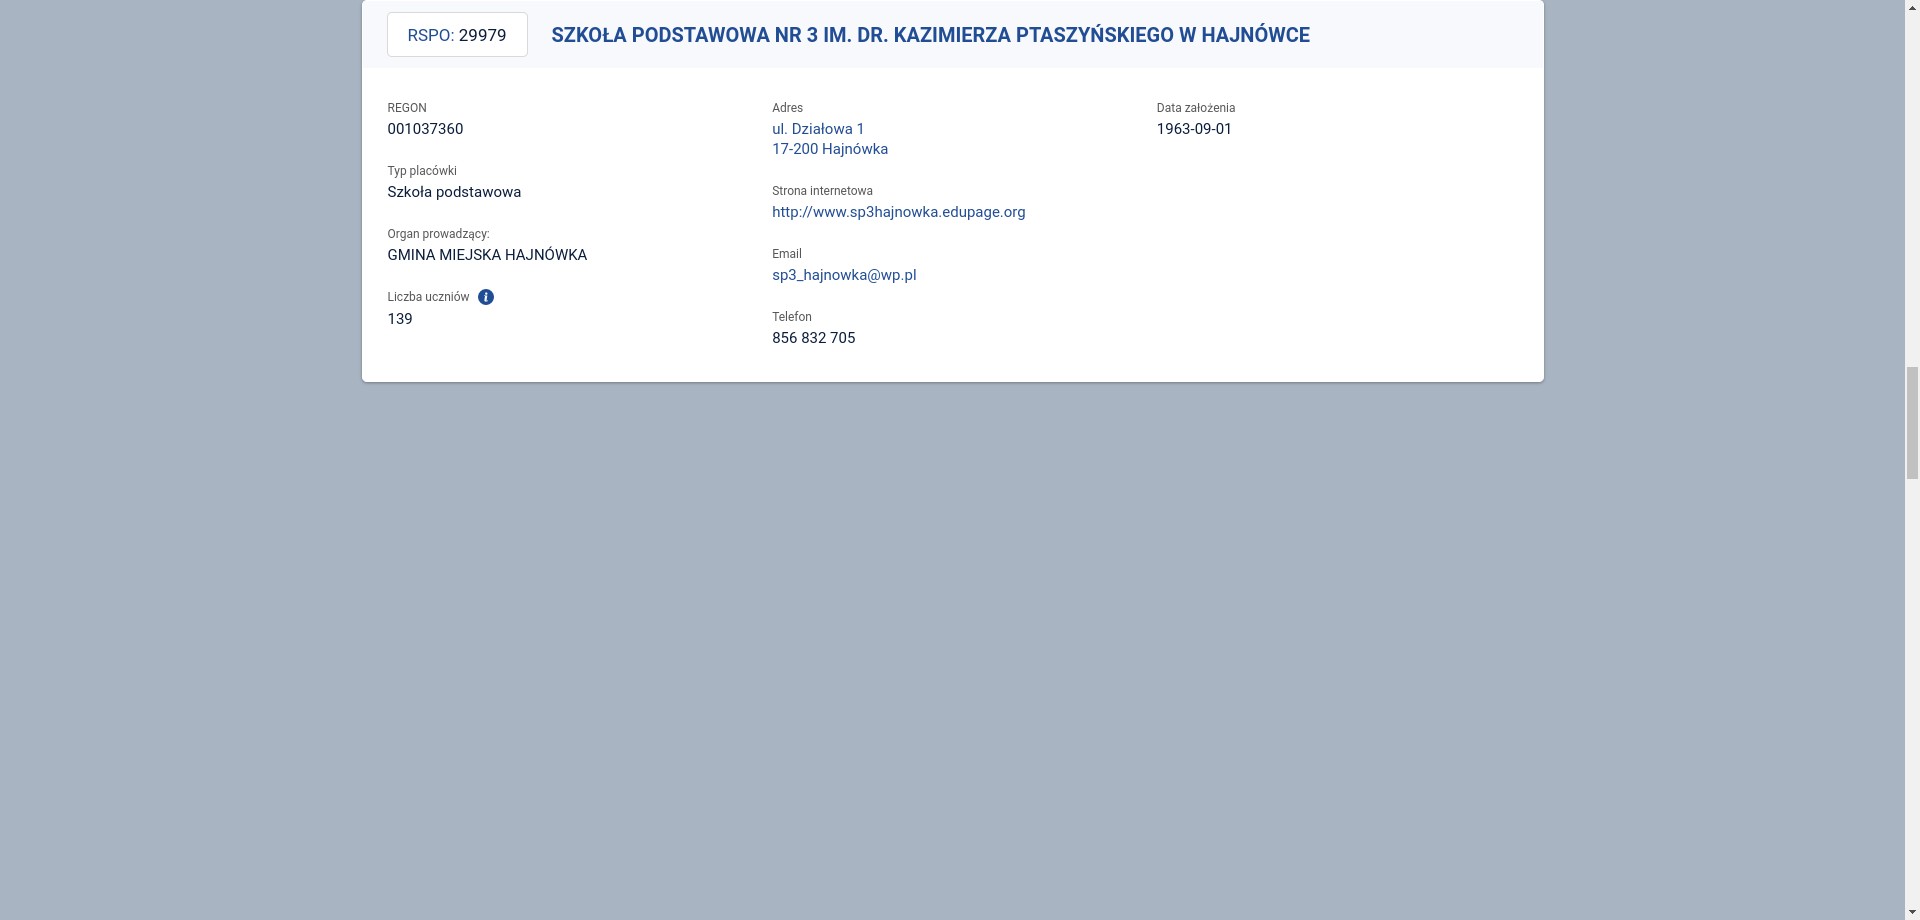 RSPO: 29979
SZKOŁA PODSTAWOWA NR 3 IM. DR. KAZIMIERZA PTASZYŃSKIEGO W HAJNÓWCE
REGON
001037360
Typ placówki
Szkoła podstawowa
Organ prowadzący:
GMINA MIEJSKA HAJNÓWKA
Liczba uczniów i
139
Adres
ul. Działowa 1
17-200 Hajnówka
Strona internetowa
http://www.sp3hajnowka.edupage.org
Email
sp3_hajnowka@wp.pl
Telefon
856 832 705
Data założenia
1963-09-01